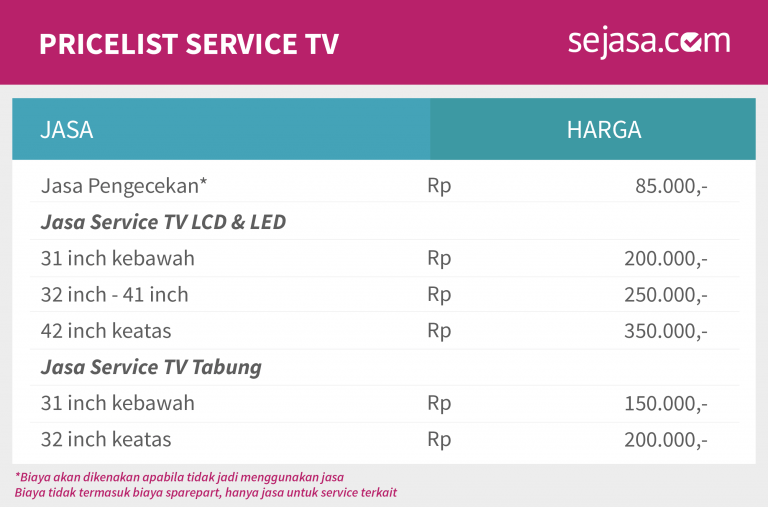 PRICELIST SERVICE TV
sejasa.com
JASA HARGA
Jasa Pengecekan* Rp 85.000,-
Jasa Service TV LCD & LED
31 inch kebawah Rp 200.000,-
32 inch - 41 inch Rp 250.000,-
42 inch keatas Rp 350.000,-
Jasa Service TV Tabung
31 inch kebawah Rp 150.000,-
32 inch keatas Rp 200.000,-
*Biaya akan dikenakan apabila tidak jadi menggunakan jasa
Biaya tidak termasuk biaya sparepart, hanya jasa untuk service terkait